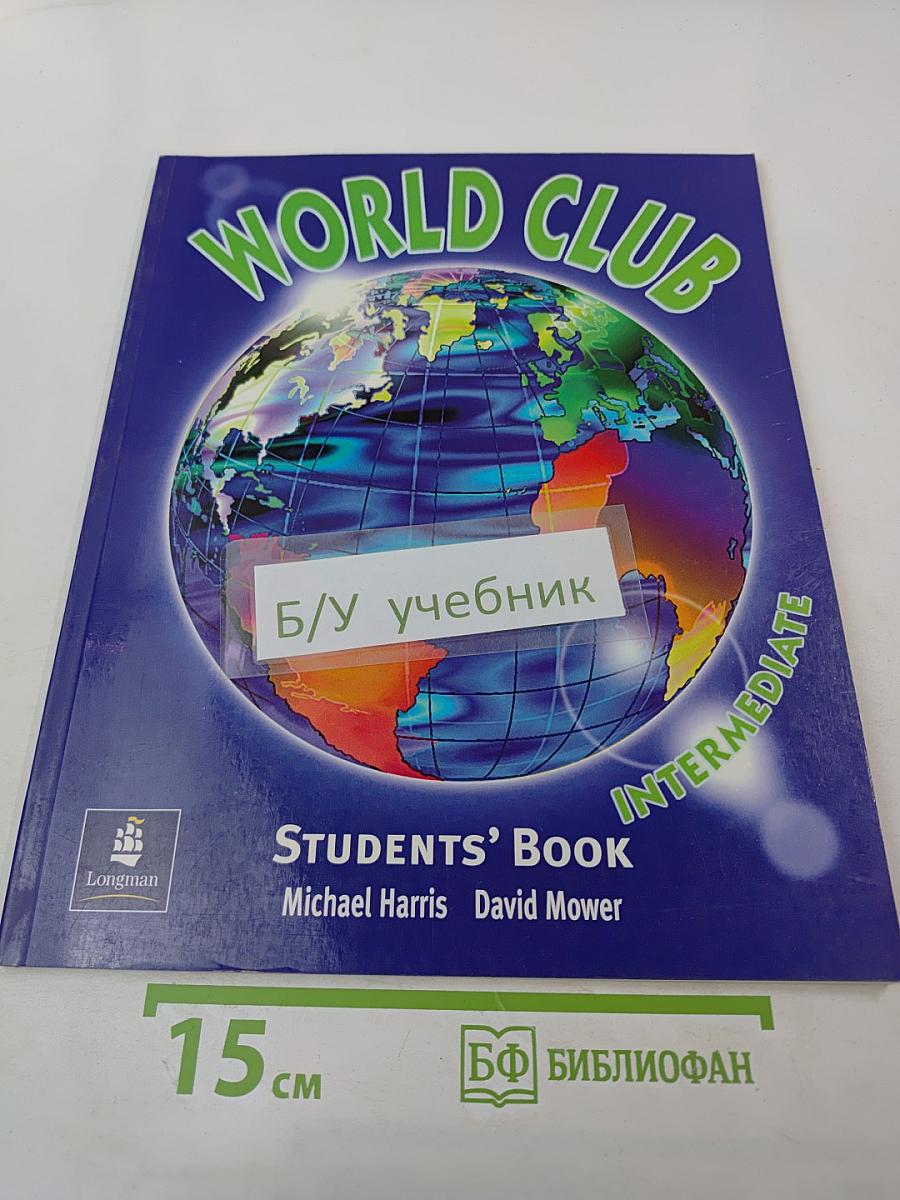 WORLD CLUB
Б/У учебник
INTERMEDIATE
STUDENTS' BOOK
Michael Harris David Mower
Longman
15 см
БФ БИБЛИОФАН